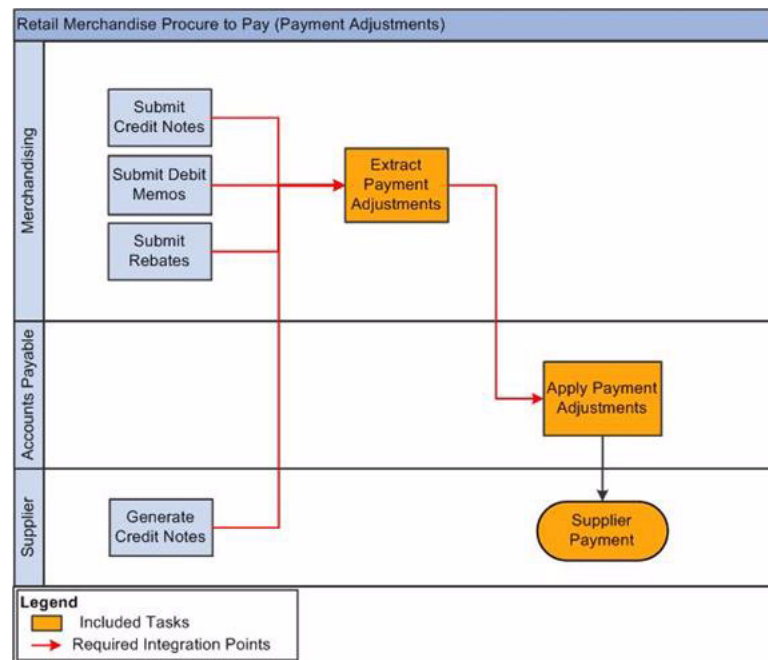 Retail Merchandise Procure to Pay (Payment Adjustments)
Merchandising
Submit
Credit Notes
Submit Debit
Memos
Submit
Rebates
Extract
Payment
Adjustments
Accounts Payable
Apply Payment
Adjustments
Supplier
Generate
Credit Notes
Supplier
Payment
Legend
Included Tasks
Required Integration Points